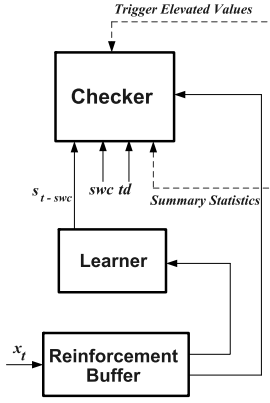 Trigger Elevated Values
Checker
s t - swc
swc td
Summary Statistics
Learner
x t
Reinforcement
Buffer